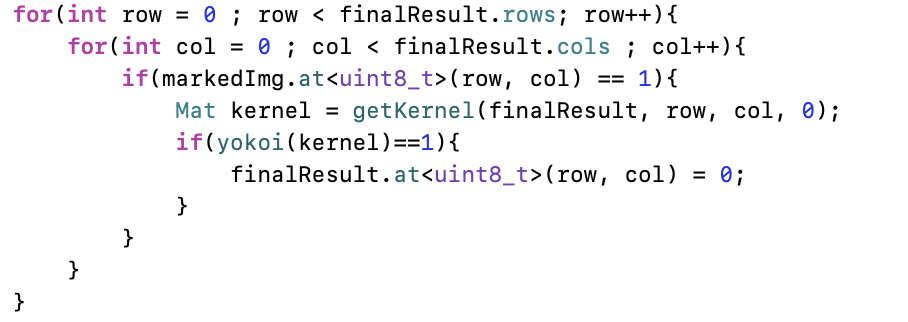 for(int row = 0 ; row < finalResult.rows; row++){
    for(int col = 0 ; col < finalResult.cols ; col++){
        if(markedImg.at<uint8_t>(row, col) == 1){
            Mat kernel = getKernel(finalResult, row, col, 0);
            if(yokoi(kernel)==1){
                finalResult.at<uint8_t>(row, col) = 0;
            }
        }
    }
}